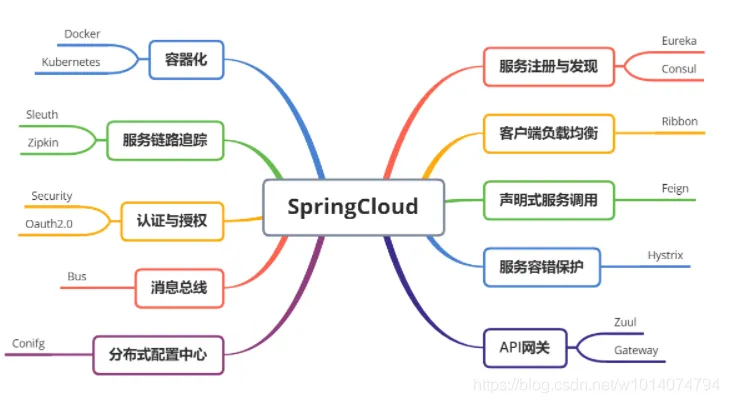 Docker
Kubernetes
容器化
Sleuth
Zipkin
服务链路追踪
Security
Oauth2.0
认证与授权
Bus
消息总线
Conifg
分布式配置中心
SpringCloud
服务注册与发现
Eureka
Consul
客户端负载均衡
Ribbon
声明式服务调用
Feign
服务容错保护
Hystrix
API网关
Zuul
Gateway
https://blog.csdn.net/w1014074794